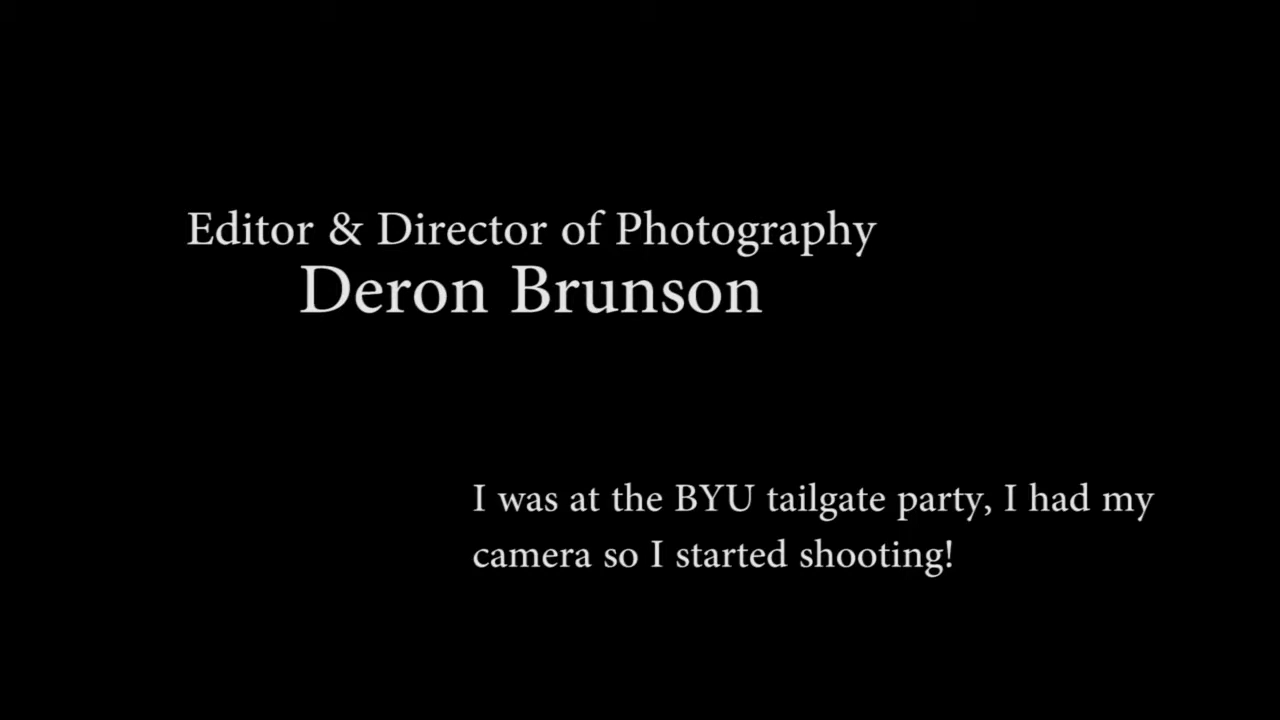 Editor & Director of Photography
Deron Brunson
I was at the BYU tailgate party, I had my
camera so I started shooting!